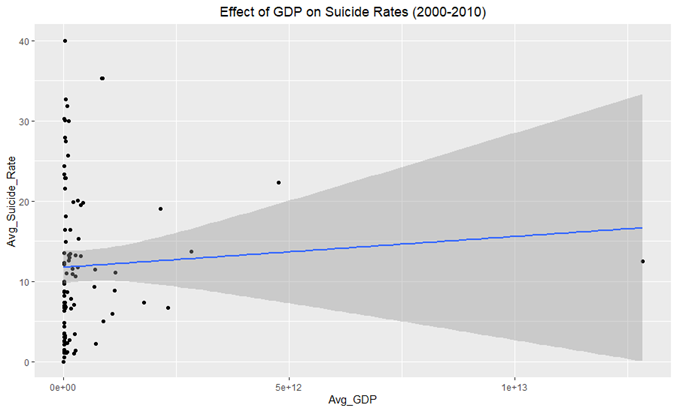 Effect of GDP on Suicide Rates (2000-2010)
40
30
20
10
0
Avg_Suicide_Rate
0e+00
5e+12
1e+13
Avg_GDP